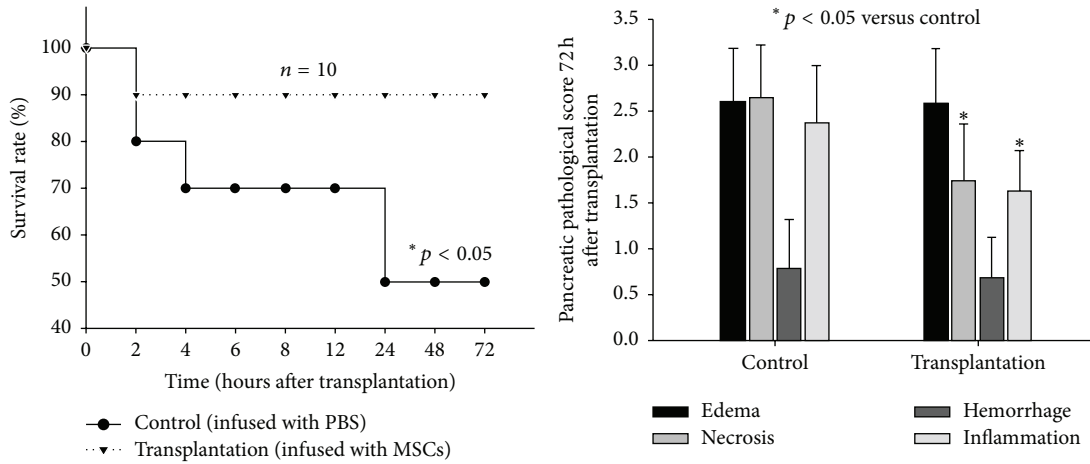 Survival rate (%)
100
90
80
70
60
50
40
n = 10
* p < 0.05
0 2 4 6 8 12 24 48 72
Time (hours after transplantation)
Control (infused with PBS)
Transplantation (infused with MSCs)
Pancreatic pathological score 72 h
after transplantation
3.5
3.0
2.5
2.0
1.5
1.0
0.5
0.0
* p < 0.05 versus control
*
*
Control Transplantation
Edema
Necrosis
Hemorrhage
Inflammation